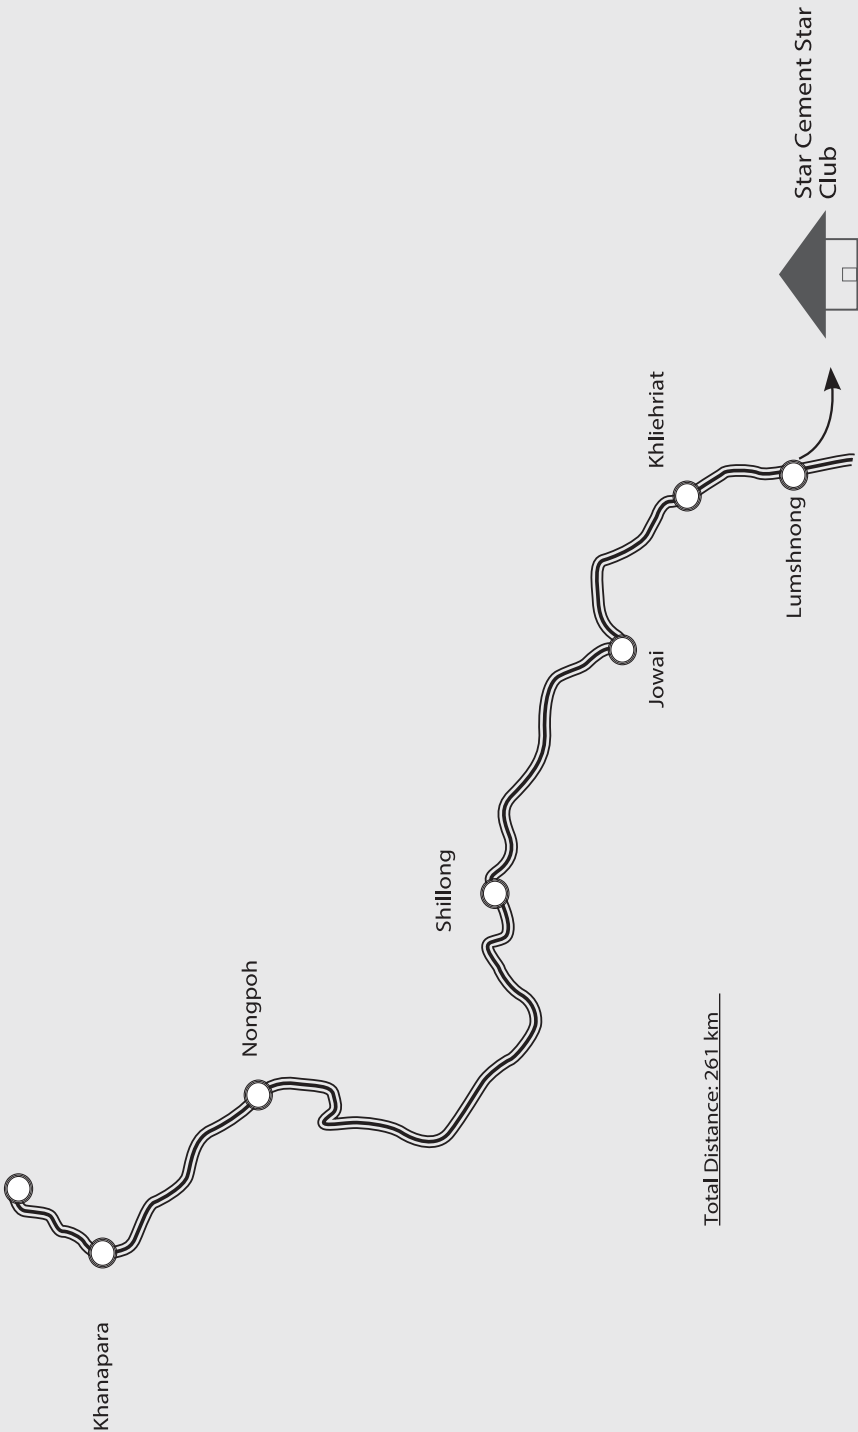 Khanapara
Nongpoh
Shillong
Jowai
Khliehriat
Lumshnong
Star Cement Star
Club
Total Distance: 261 km